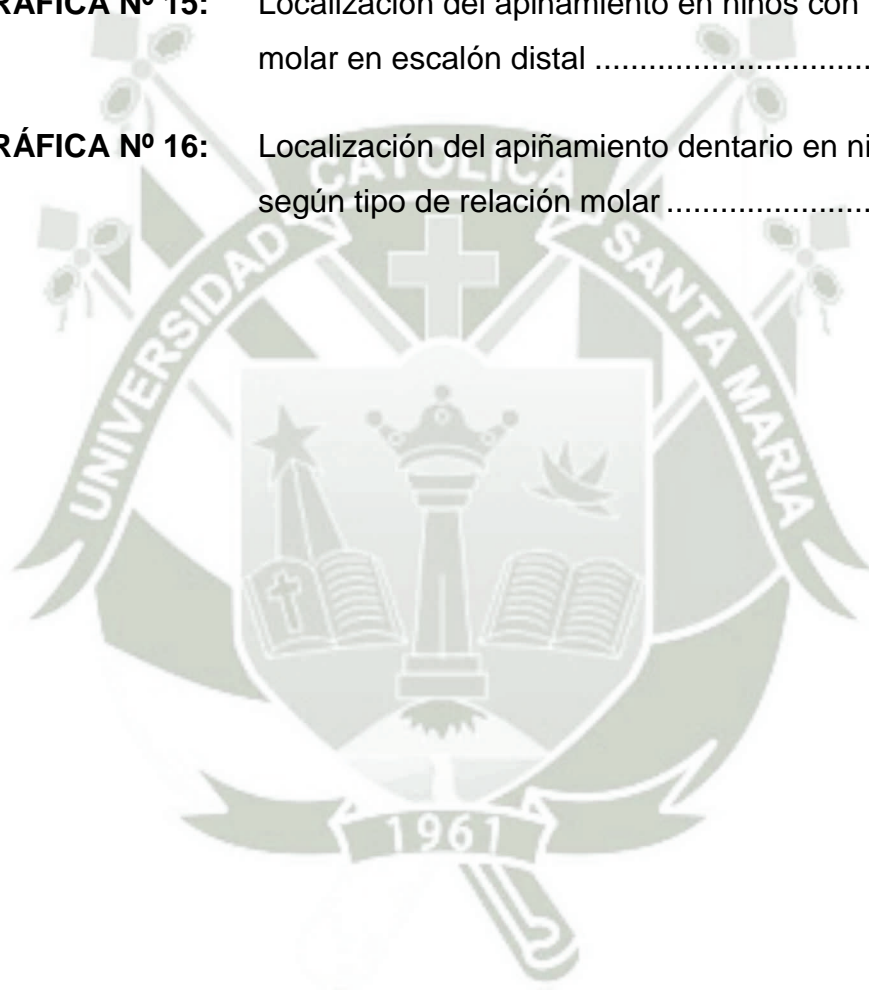 RÁFICA Nº 15: Localización del apiñamiento en niños con
molar en escalón distal ..............................
RÁFICA Nº 16: Localización del apiñamiento dentario en ni
según tipo de relación molar ......................
UNIVERSIDAD CATOLICA SANTA MARIA
1961